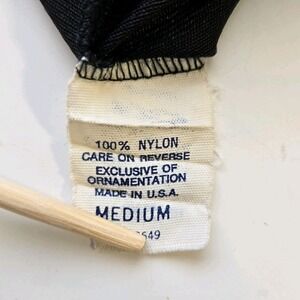 100% NYLON
CARE ON REVERSE
EXCLUSIVE OF
ORNAMENTATION
MADE IN U.S.A.
MEDIUM